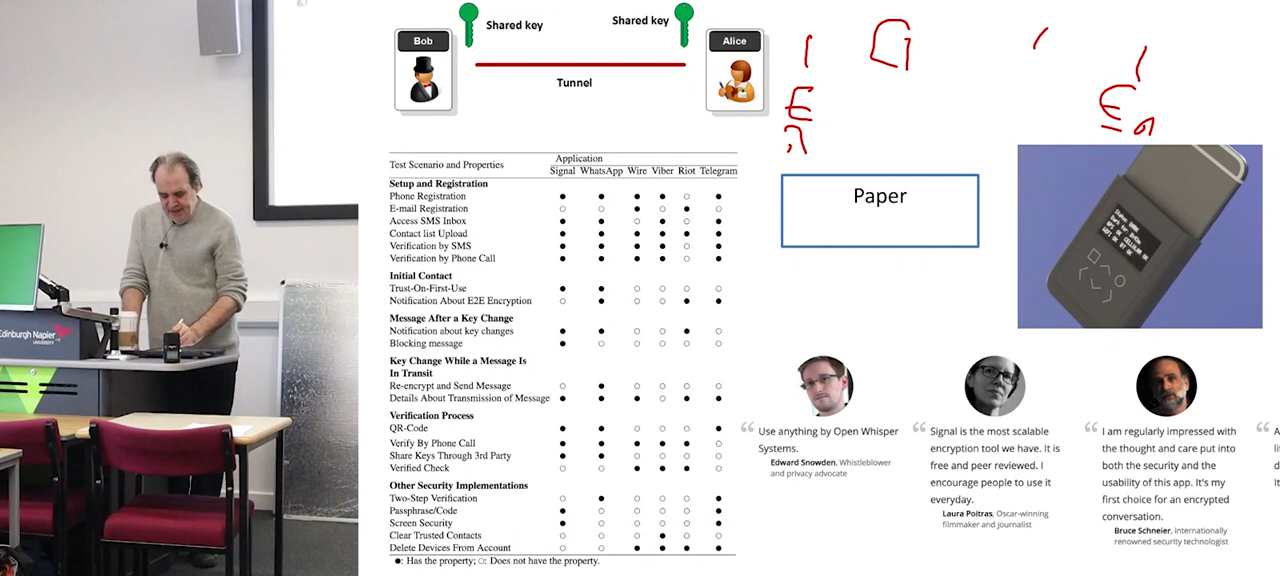 Shared key
Shared key
Bob
Alice
Tunnel
Test Scenario and Properties
Application
Signal WhatsApp Wire Viber Riot Telegram
Setup and Registration
Phone Registration ● ● ● ● ○ ●
E-mail Registration ○ ○ ● ○ ● ○
Access SMS Inbox ● ● ○ ● ○ ●
Contact list Upload ● ● ● ● ● ●
Verification by SMS ● ● ● ● ○ ●
Verification by Phone Call ● ● ● ● ○ ●
Initial Contact
Trust-On-First-Use ● ● ○ ○ ○ ○
Notification About E2E Encryption ○ ● ○ ○ ● ●
Message After a Key Change
Notification about key changes ● ● ○ ○ ● ○
Blocking message ● ○ ○ ○ ○ ○
Key Change While a Message Is
In Transit
Re-encrypt and Send Message ○ ● ○ ○ ○ ○
Details About Transmission of Message ● ● ● ○ ● ●
Verification Process
QR-Code ● ● ○ ○ ○ ●
Verify By Phone Call ● ● ● ● ● ○
Share Keys Through 3rd Party ● ● ○ ○ ○ ○
Verified Check ○ ○ ● ● ● ○
Other Security Implementations
Two-Step Verification ○ ● ○ ○ ○ ●
Passphrase/Code ● ○ ○ ○ ○ ●
Screen Security ● ○ ○ ○ ○ ●
Clear Trusted Contacts ○ ○ ○ ● ○ ○
Delete Devices From Account ○ ○ ● ● ● ●
●: Has the property; ○: Does not have the property.
E
E
Paper
“ Use anything by Open Whisper
Systems.
Edward Snowden, Whistleblower
and privacy advocate
“ Signal is the most scalable
encryption tool we have. It is
free and peer reviewed. I
encourage people to use it
everyday.
Laura Poitras, Oscar-winning
filmmaker and journalist
“ I am regularly impressed with
the thought and care put into
both the security and the
usability of this app. It's my
first choice for an encrypted
conversation.
Bruce Schneier, internationally
renowned security technologist
Edinburgh Napier
UNIVERSITY